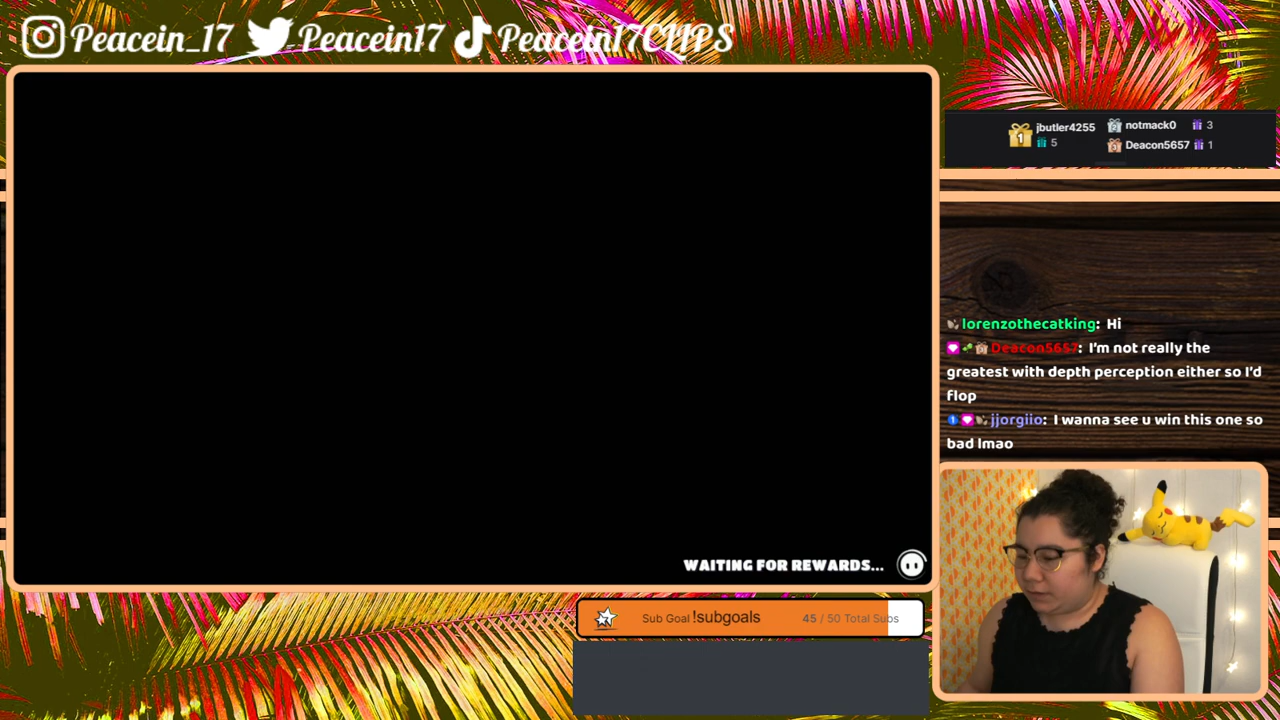 Peacein_17 Peacein17 Peacein17ClIPS
jbutler4255
5
notmack0 3
Deacon5657 1
lorenzothecatking: Hi
Deacon5657: I'm not really the
greatest with depth perception either so I'd
flop
jjorgiio: I wanna see u win this one so
bad lmao
WAITING FOR REWARDS...
Sub Goal !subgoals 45 / 50 Total Subs